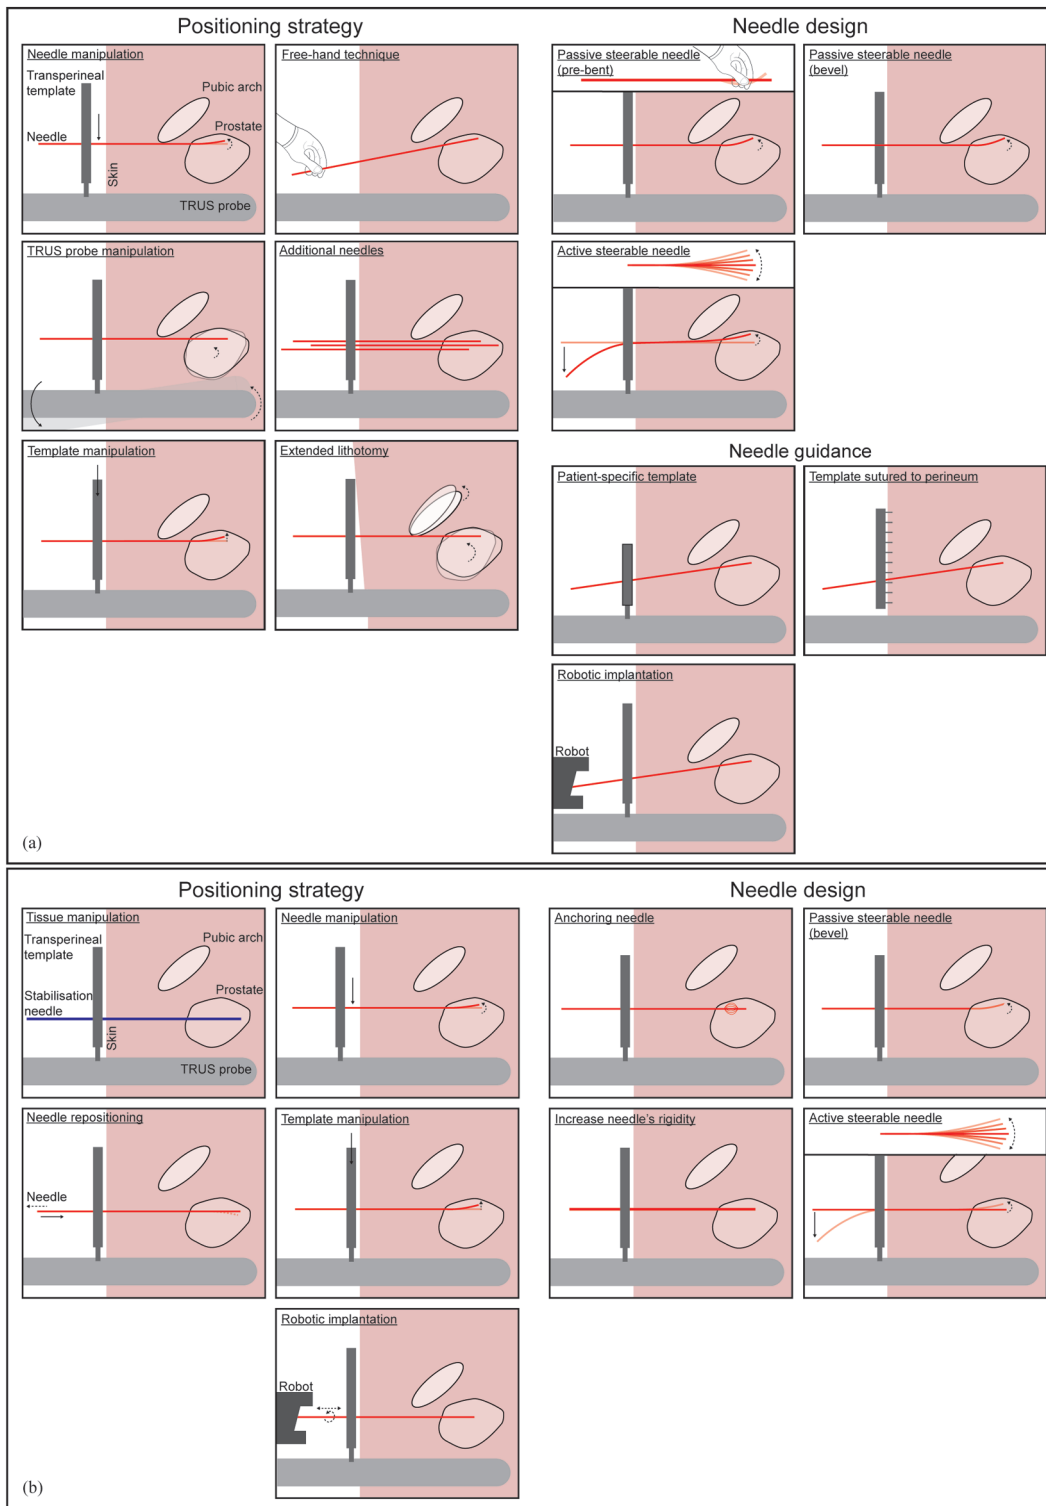 Positioning strategy
Needle design
Needle manipulation
Transperineal
template
Pubic arch
Prostate
Needle
Skin
TRUS probe
Free-hand technique
Passive steerable needle
(pre-bent)
Passive steerable needle
(bevel)
TRUS probe manipulation
Additional needles
Active steerable needle
Template manipulation
Extended lithotomy
Needle guidance
Patient-specific template
Template sutured to perineum
Robotic implantation
Robot
(a)
Positioning strategy
Needle design
Tissue manipulation
Transperineal
template
Pubic arch
Stabilisation
needle
Prostate
Skin
TRUS probe
Needle manipulation
Anchoring needle
Passive steerable needle
(bevel)
Needle repositioning
Needle
Template manipulation
Increase needle's rigidity
Active steerable needle
Robotic implantation
Robot
(b)